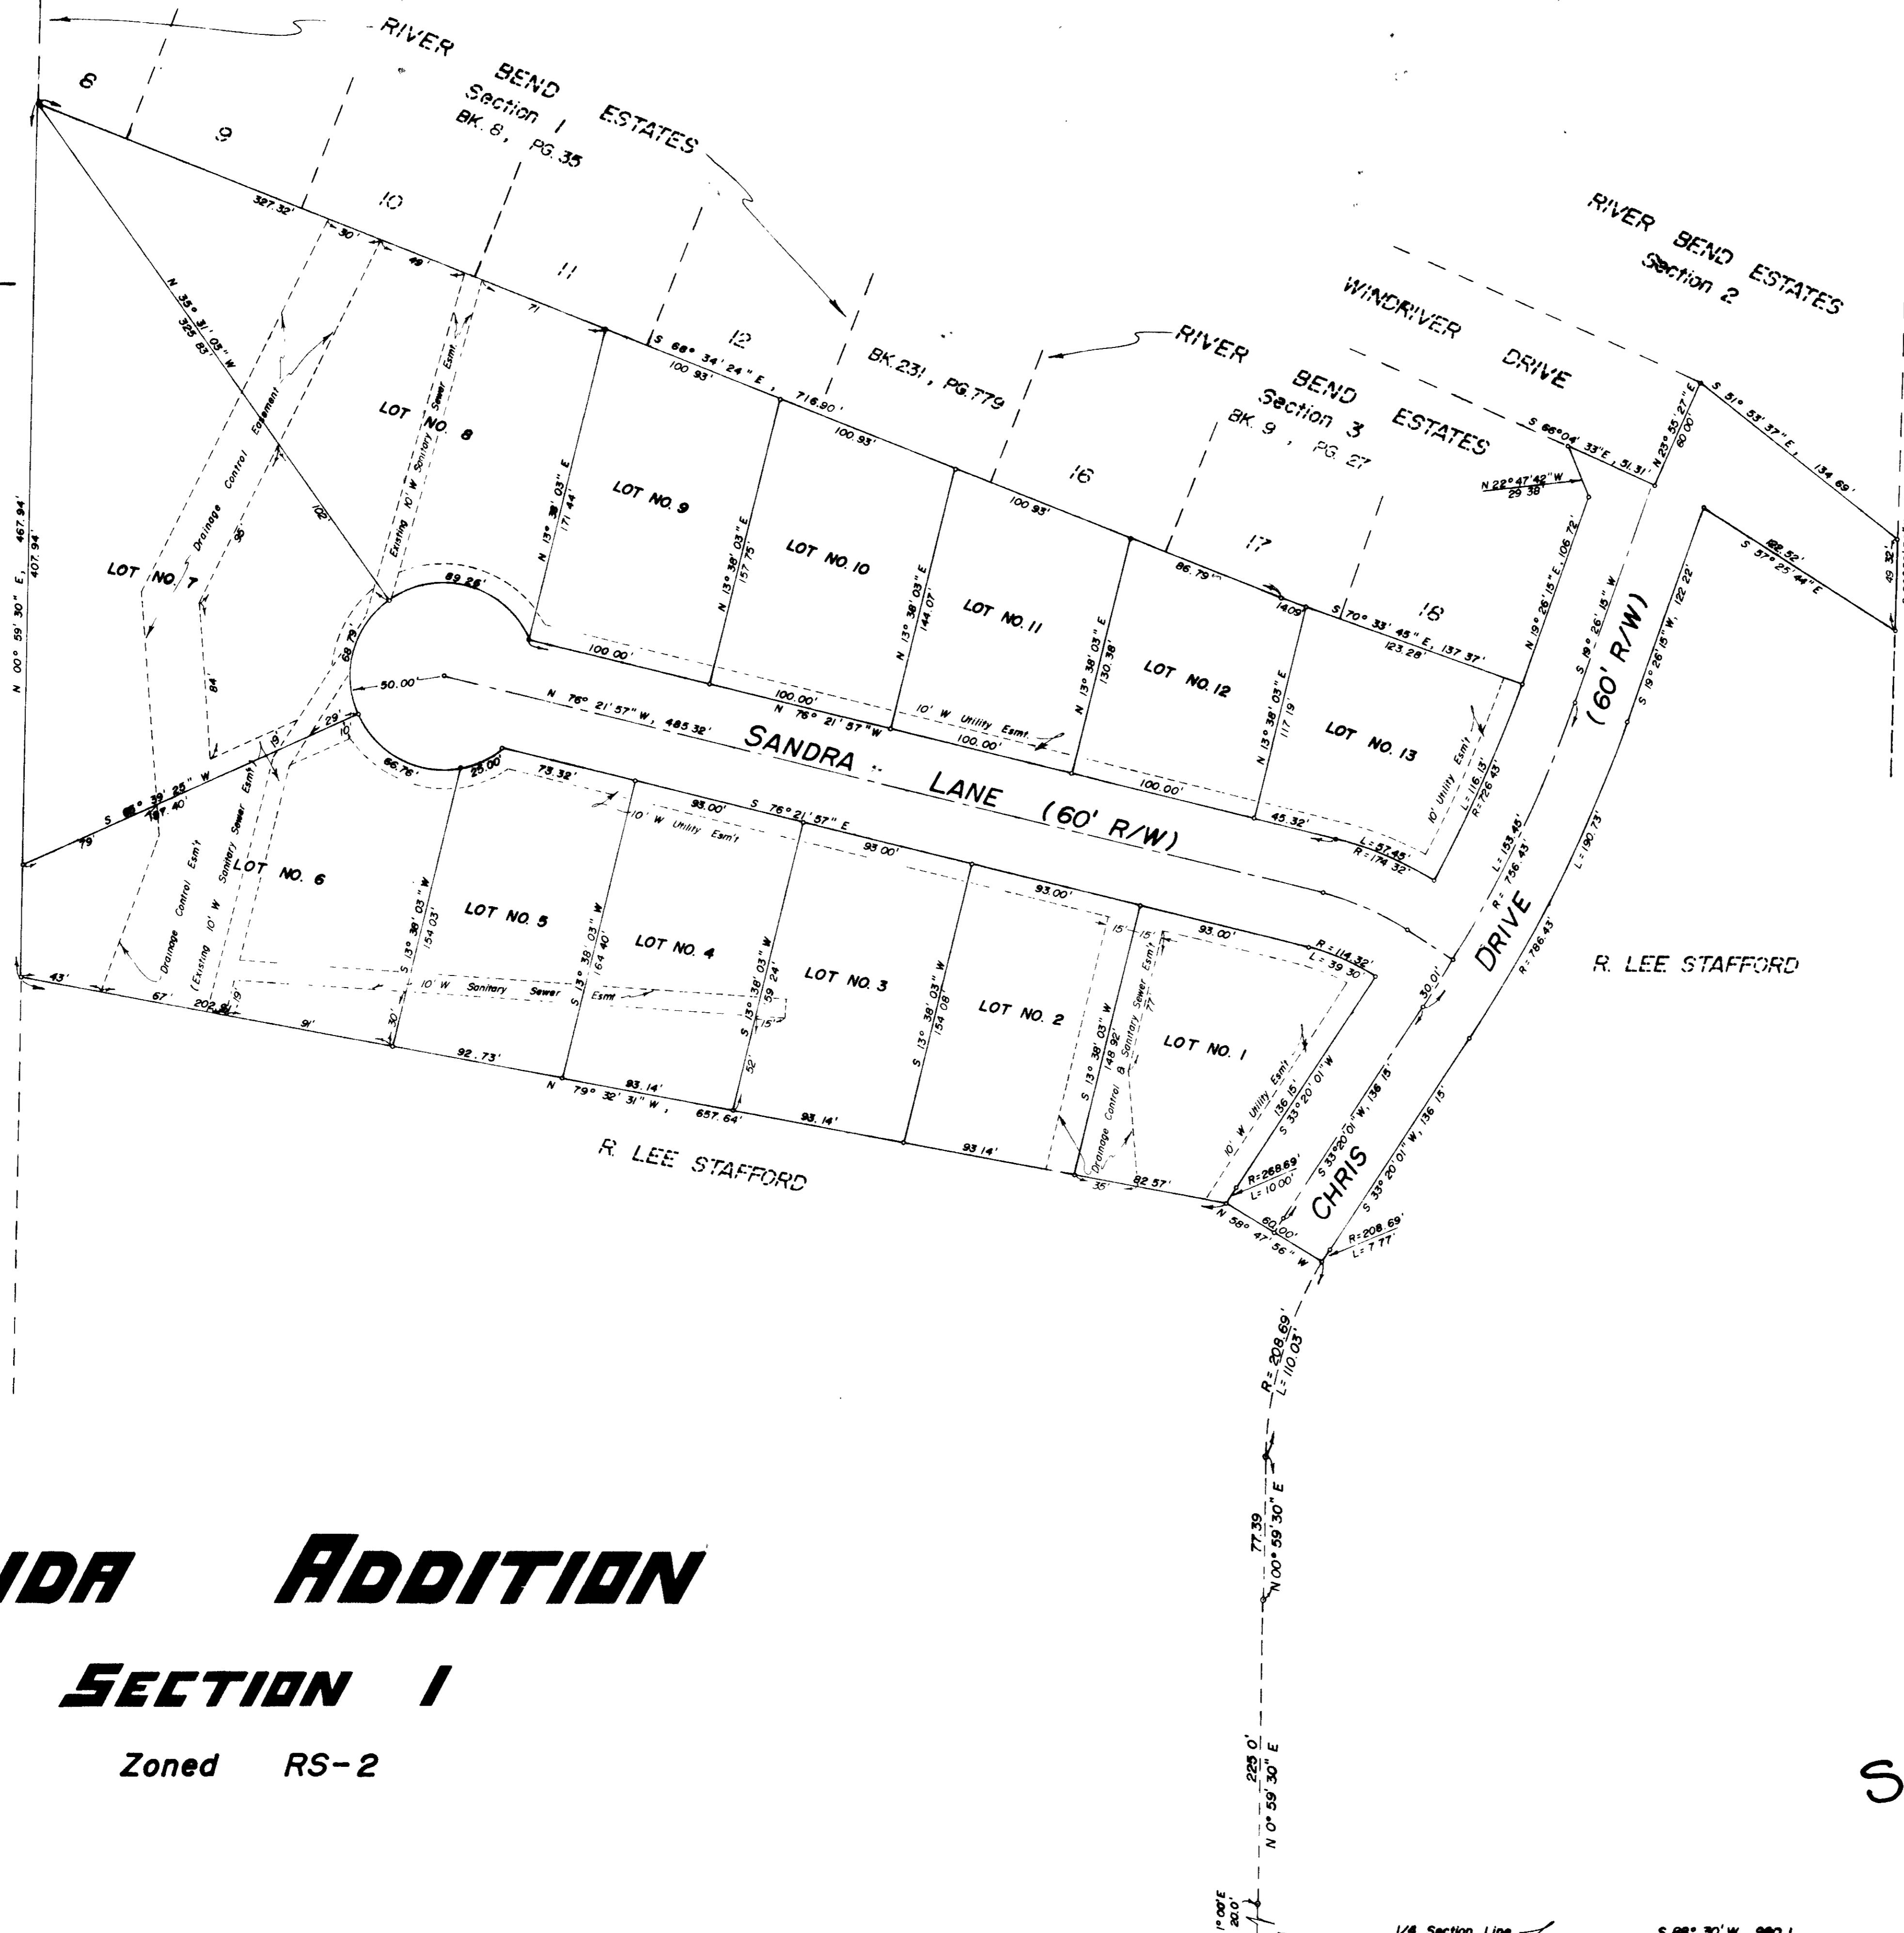 RIVER BEND ESTATES
Section 1
BK. 8, PG. 35
8
9
10
11
12
16
17
18
327.32'
30'
49'
71
S 68° 34' 24" E, 716.90'
100.93'
100.93'
100.93'
86.79'
14.09'
BK. 231, PG. 779
RIVER BEND ESTATES
Section 3
BK. 9, PG. 27
RIVER BEND ESTATES
Section 2
WINDRIVER DRIVE
S 66° 04' 33" E, 51.31'
N 23° 55' 27" E
60.00'
S 51° 53' 37" E, 134.69'
N 22° 47' 42" W
29.38'
122.52'
S 57° 25' 44" E
49.32'
N 19° 26' 15" E, 106.72'
S 70° 33' 45" E, 137.37'
123.28'
S 19° 26' 15" W
S 19° 26' 15" W, 122.22'
(60' R/W)
N 35° 31' 03" W
325.83'
102'
N 00° 59' 30" E, 467.94'
407.94'
Drainage Control Easement
98'
84'
Existing 10' W Sanitary Sewer Esmt.
LOT NO. 7
LOT NO. 8
LOT NO. 9
LOT NO. 10
LOT NO. 11
LOT NO. 12
LOT NO. 13
N 13° 38' 03" E
171.44'
N 13° 38' 03" E
157.75'
N 13° 38' 03" E
144.07'
N 13° 38' 03" E
130.38'
N 13° 38' 03" E
117.19'
89.26'
68.79'
50.00'
66.76'
25.00'
29'
10'
19'
100.00'
100.00'
N 76° 21' 57" W
100.00'
100.00'
45.32'
L=57.45'
R=174.32'
10' W Utility Esmt.
10' Utility Esm't
L=116.13'
R=726.43'
N 76° 21' 57" W, 485.32'
SANDRA LANE (60' R/W)
L=153.45'
R=756.43'
L=190.73'
R=786.43'
CHRIS DRIVE
R. LEE STAFFORD
S 65° 39' 25" W
197.40'
79'
73.32'
93.00'
S 76° 21' 57" E
93.00'
93.00'
93.00'
R=114.32'
L=39.30'
10' W Utility Esm't
LOT NO. 6
LOT NO. 5
LOT NO. 4
LOT NO. 3
LOT NO. 2
LOT NO. 1
Drainage Control Esm't
(Existing 10' W Sanitary Sewer Esm't)
S 13° 38' 03" W
154.03'
S 13° 38' 03" W
164.40'
S 13° 38' 03" W
159.24'
S 13° 38' 03" W
154.08'
S 13° 38' 03" W
148.92'
10' W Sanitary Sewer Esmt
15'
52'
30'
19'
15' 15'
77'
Drainage Control & Sanitary Sewer Esm't
10' W Utility Esm't
136.15'
S 33° 20' 01" W
S 33° 20' 01" W, 136.15'
S 33° 20' 01" W, 136.15'
30.01'
43'
67'
91'
92.73'
N 79° 32' 31" W, 657.64'
93.14'
93.14'
93.14'
35'
82.57'
R=268.69'
L=10.00'
60.00'
N 58° 47' 56" W
R=208.69'
L=7.77'
R. LEE STAFFORD
R=208.69'
L=110.03'
77.39
N 00° 59' 30" E
225.0'
N 0° 59' 30" E
1° 00' E
20.0'
IDA ADDITION
SECTION 1
Zoned RS-2
S
1/4 Section Line